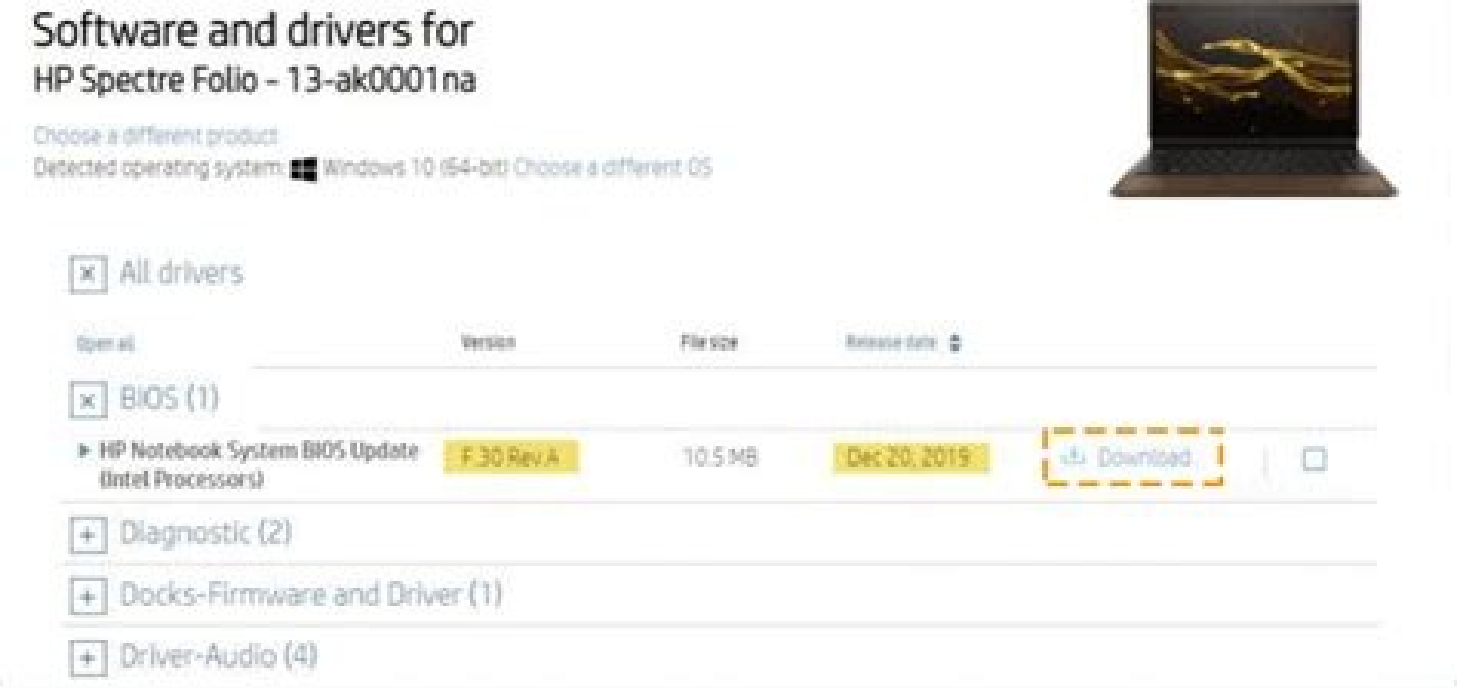 Software and drivers for
HP Spectre Folio - 13-ak0001na
Choose a different product
Detected operating system: Windows 10 (64-bit) Choose a different OS
All drivers
Open all Version File size Release date
BIOS (1)
HP Notebook System BIOS Update F.30 Rev.A 10.5 MB Dec 20, 2019 Download
(Intel Processors)
Diagnostic (2)
Docks-Firmware and Driver (1)
Driver-Audio (4)